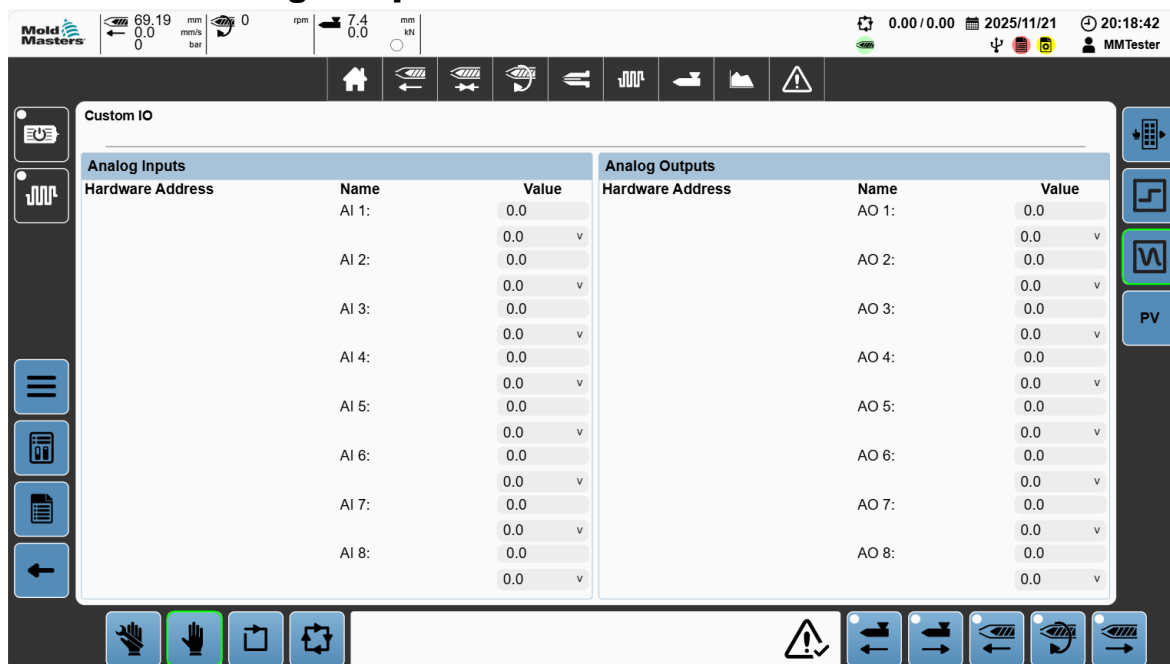 Mold Masters
69.19 mm 0 rpm 7.4 mm
0.0 mm/s 0.0 kN
0 bar
0.00 / 0.00 2025/11/21 20:18:42
MMTester
Custom IO
Analog Inputs Analog Outputs
Hardware Address Name Value Hardware Address Name Value
AI 1: 0.0 AO 1: 0.0
0.0 v 0.0 v
AI 2: 0.0 AO 2: 0.0
0.0 v 0.0 v
AI 3: 0.0 AO 3: 0.0
0.0 v 0.0 v
AI 4: 0.0 AO 4: 0.0
0.0 v 0.0 v
AI 5: 0.0 AO 5: 0.0
0.0 v 0.0 v
AI 6: 0.0 AO 6: 0.0
0.0 v 0.0 v
AI 7: 0.0 AO 7: 0.0
0.0 v 0.0 v
AI 8: 0.0 AO 8: 0.0
0.0 v 0.0 v
PV